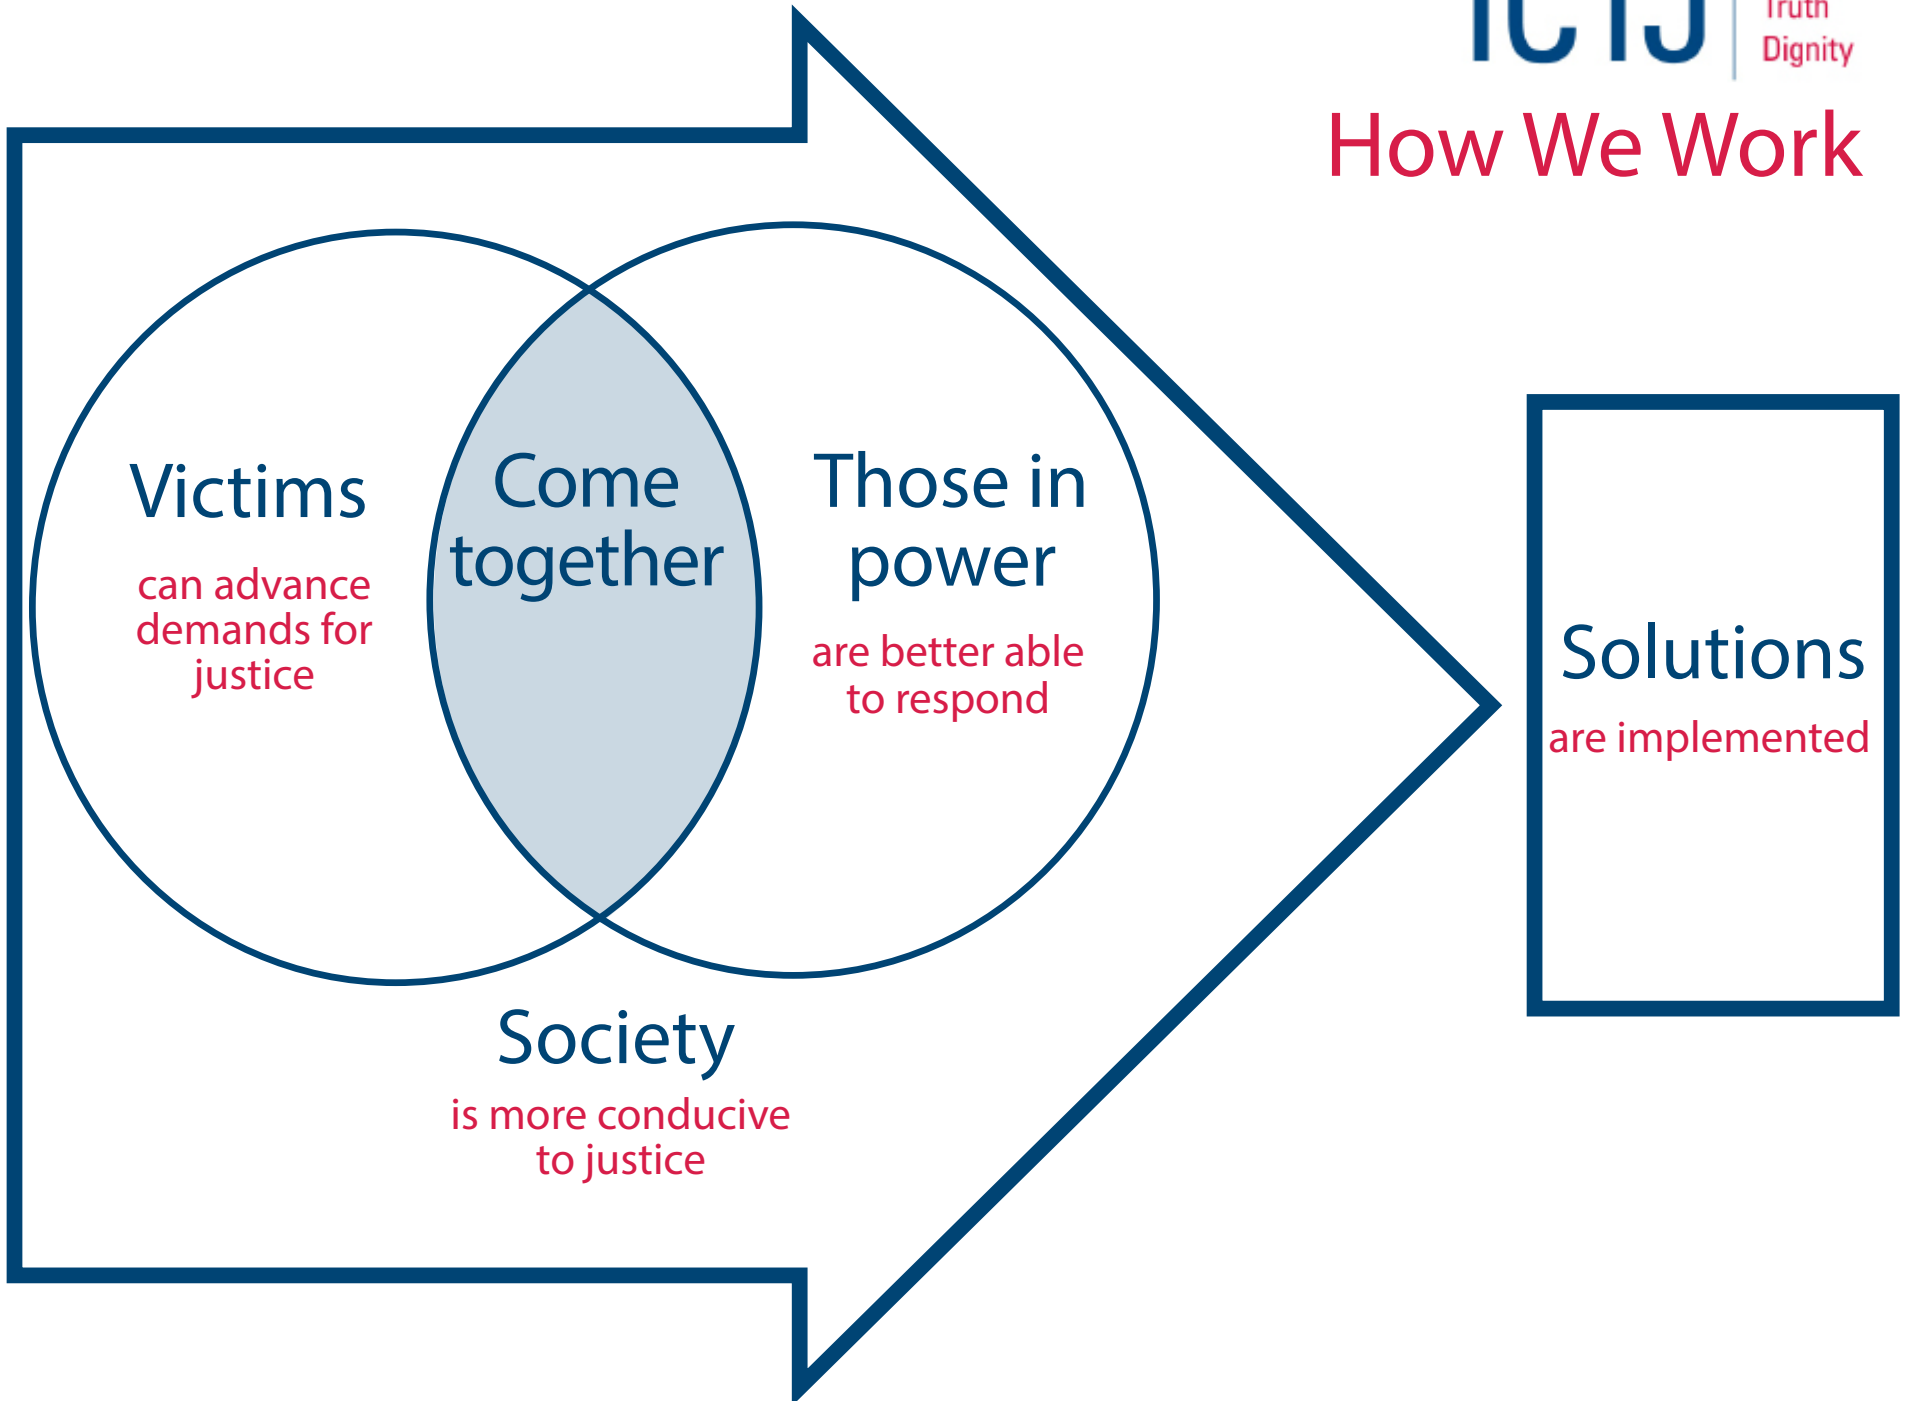 ICTJ
Truth
Dignity
How We Work
Victims
can advance
demands for
justice
Come
together
Those in
power
are better able
to respond
Society
is more conducive
to justice
Solutions
are implemented